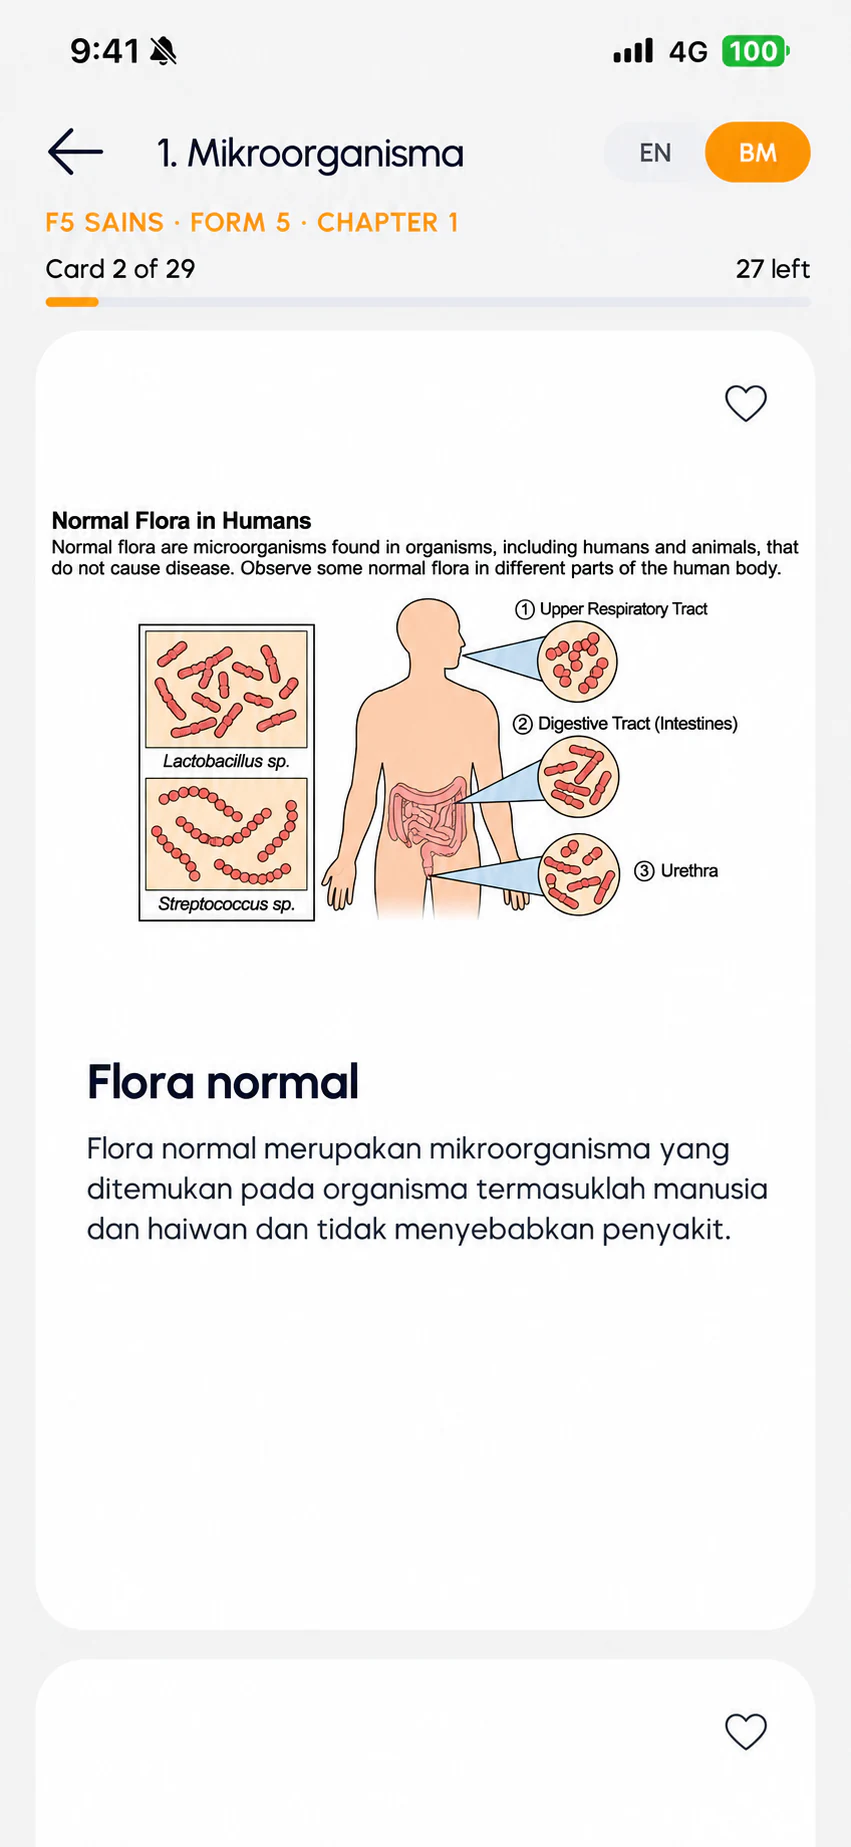 9:41
4G
100
1. Mikroorganisma
EN
BM
F5 SAINS · FORM 5 · CHAPTER 1
Card 2 of 29
27 left
Normal Flora in Humans
Normal flora are microorganisms found in organisms, including humans and animals, that
do not cause disease. Observe some normal flora in different parts of the human body.
① Upper Respiratory Tract
② Digestive Tract (Intestines)
Lactobacillus sp.
③ Urethra
Streptococcus sp.
Flora normal
Flora normal merupakan mikroorganisma yang
ditemukan pada organisma termasuklah manusia
dan haiwan dan tidak menyebabkan penyakit.